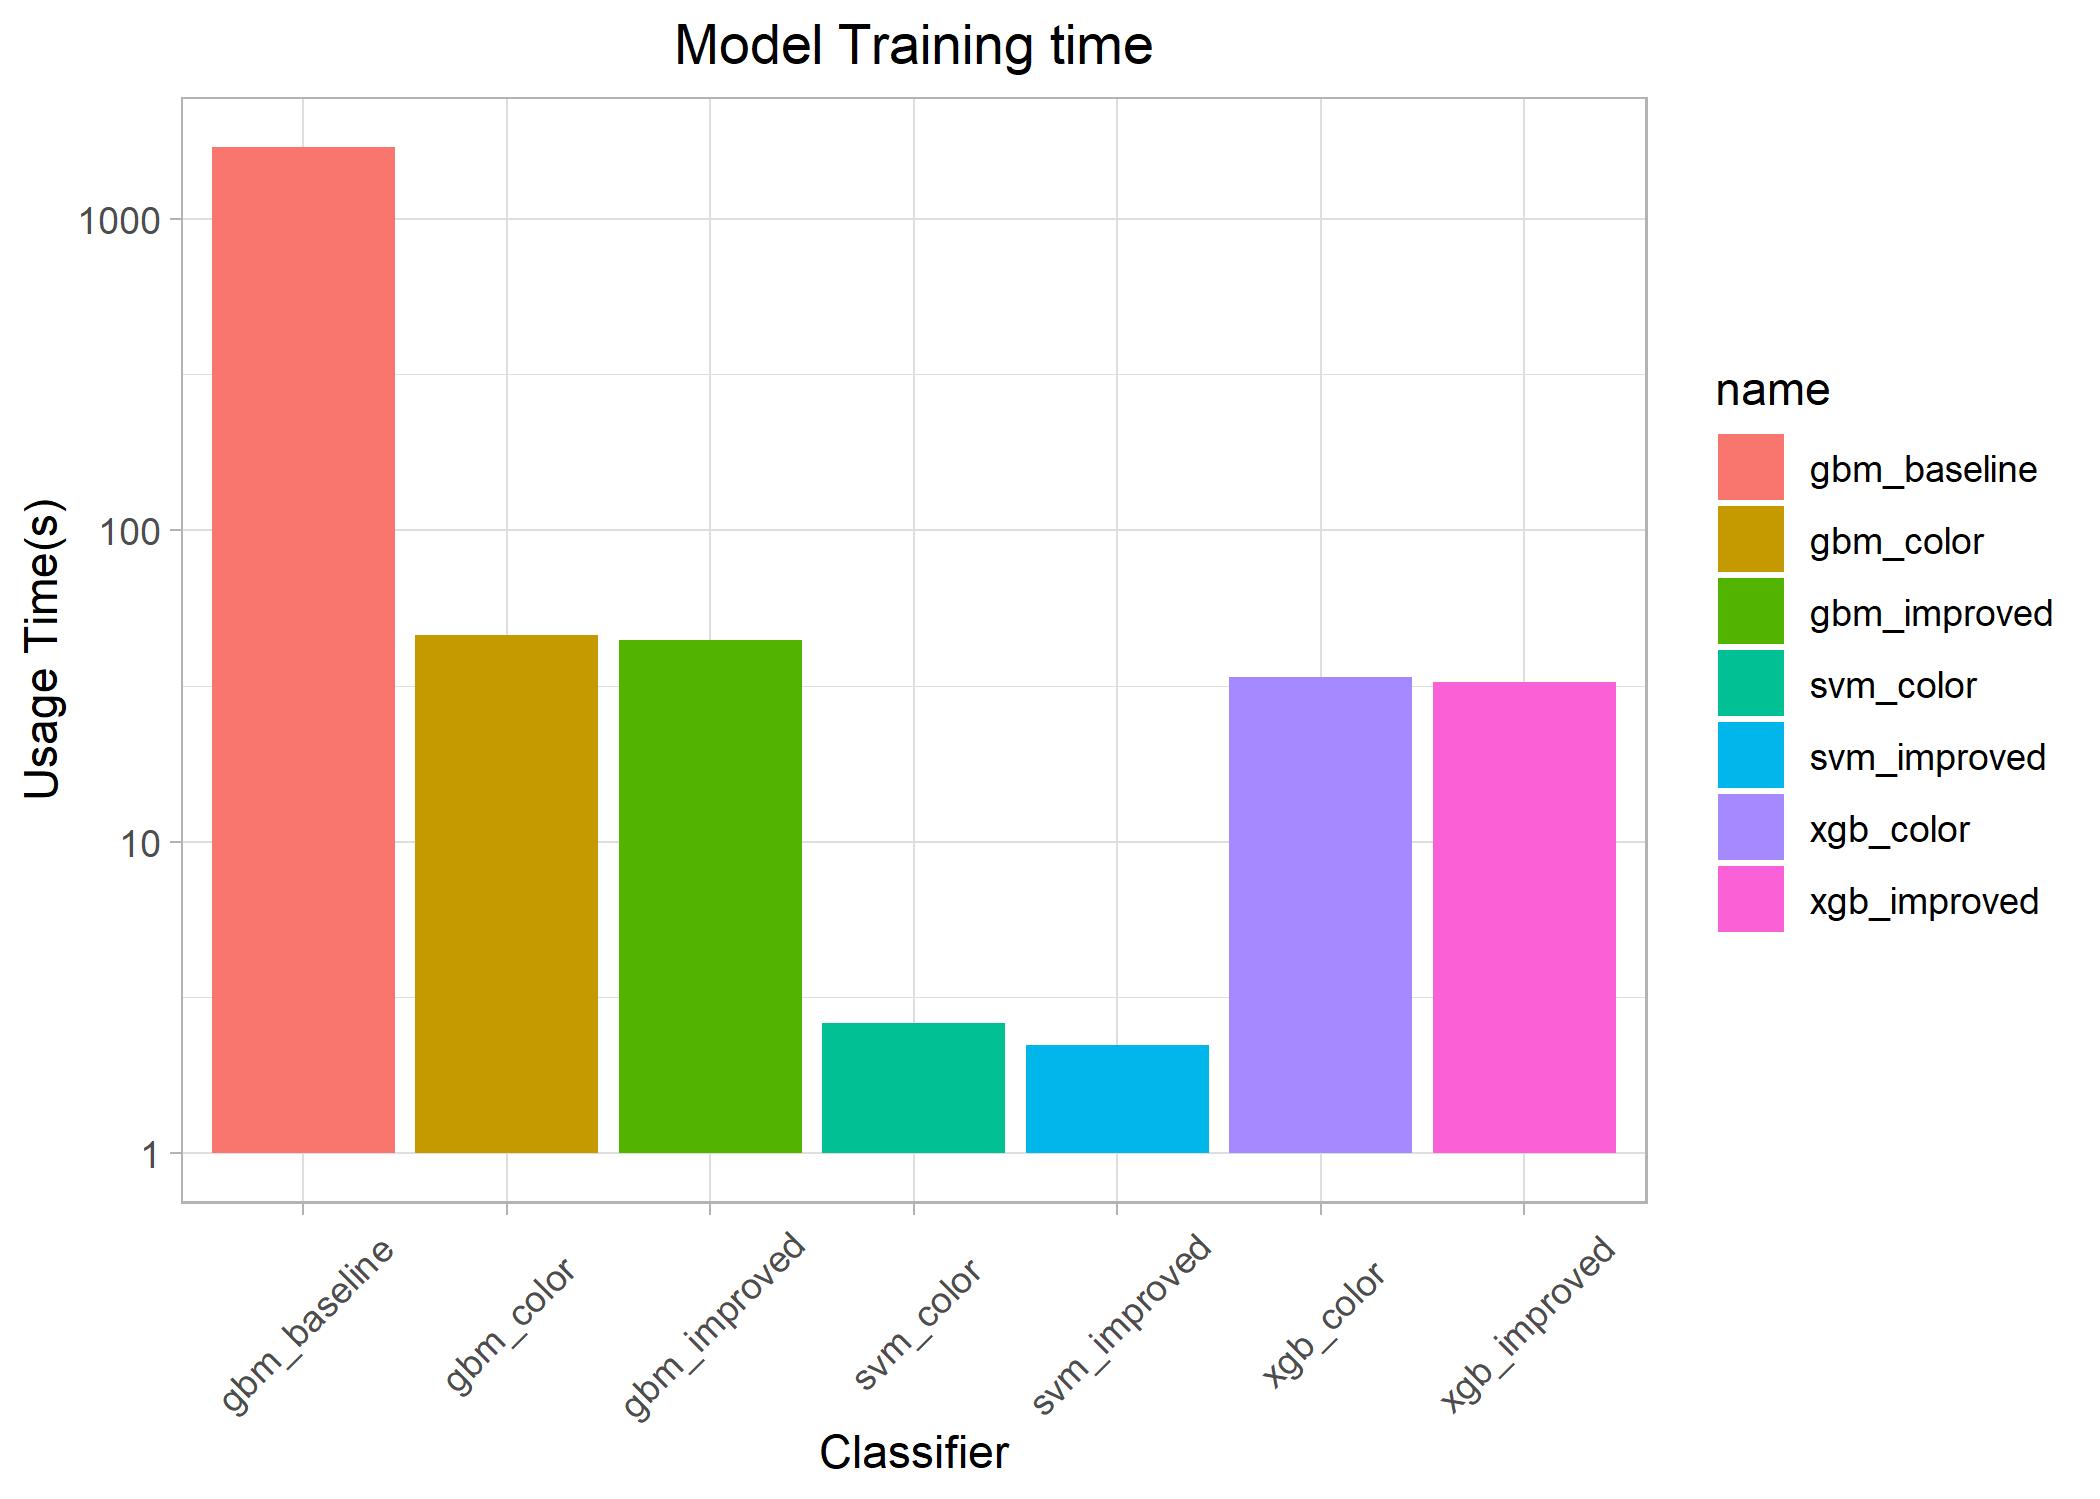 Model Training time
Usage Time(s)
1000
100
10
1
gbm_baseline
gbm_color
gbm_improved
svm_color
svm_improved
xgb_color
xgb_improved
Classifier
name
gbm_baseline
gbm_color
gbm_improved
svm_color
svm_improved
xgb_color
xgb_improved